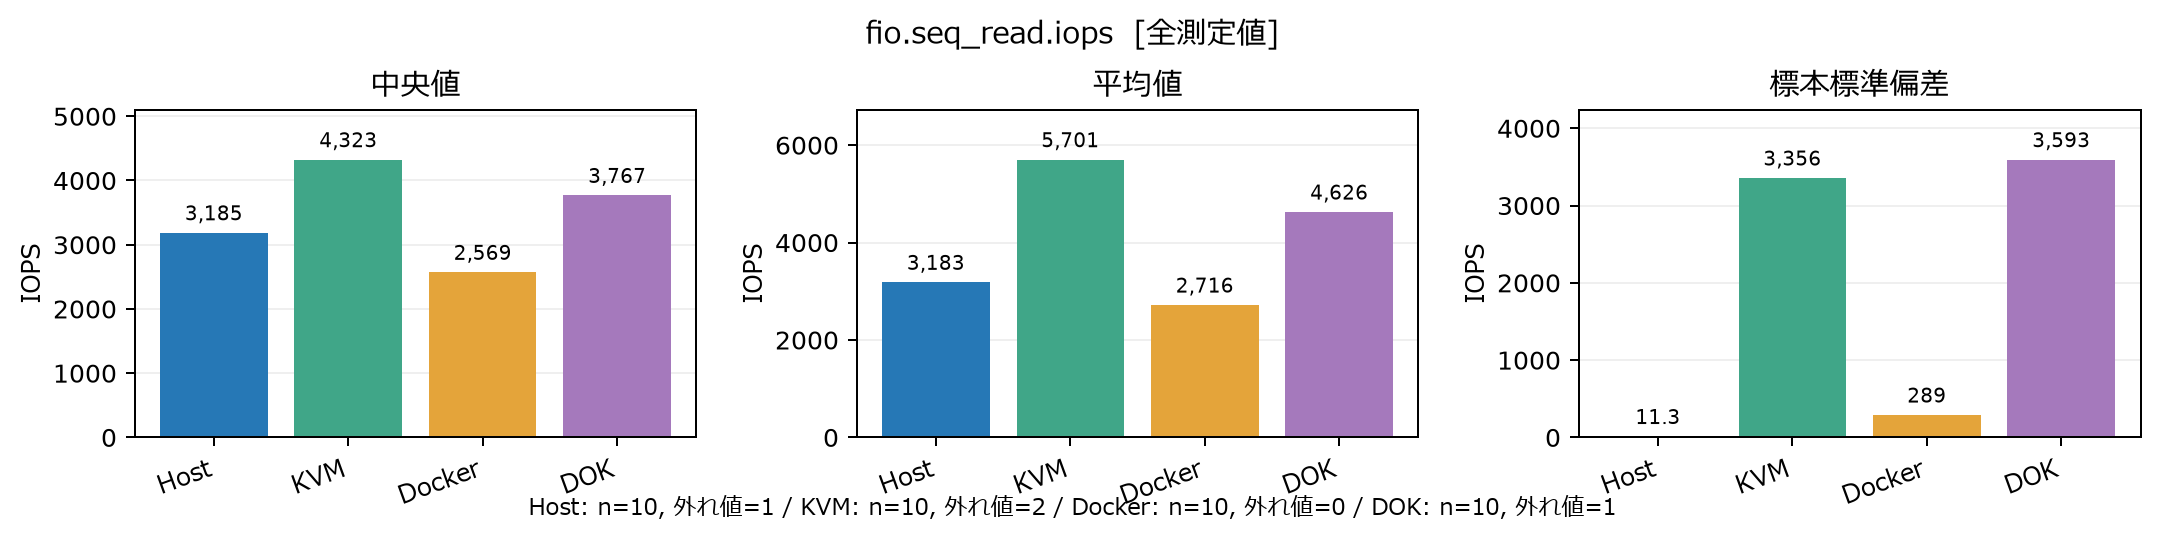 fio.seq_read.iops [全測定値]
中央値
IOPS
5000
4000
3000
2000
1000
0
3,185
4,323
2,569
3,767
Host
KVM
Docker
DOK
平均値
IOPS
6000
4000
2000
0
3,183
5,701
2,716
4,626
Host
KVM
Docker
DOK
標本標準偏差
IOPS
4000
3000
2000
1000
0
11.3
3,356
289
3,593
Host
KVM
Docker
DOK
Host: n=10, 外れ値=1 / KVM: n=10, 外れ値=2 / Docker: n=10, 外れ値=0 / DOK: n=10, 外れ値=1